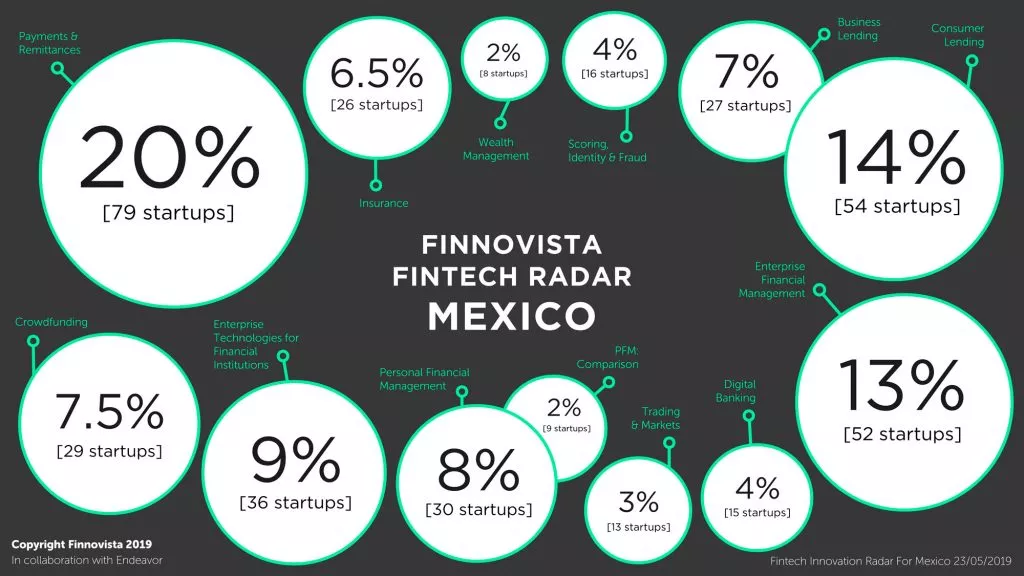 Payments &
Remittances
20%
[79 startups]
6.5%
[26 startups]
Insurance
2%
[8 startups]
Wealth
Management
4%
[16 startups]
Scoring,
Identity & Fraud
Business
Lending
7%
[27 startups]
Consumer
Lending
14%
[54 startups]
FINNOVISTA
FINTECH RADAR
MEXICO
Enterprise
Financial
Management
13%
[52 startups]
Crowdfunding
7.5%
[29 startups]
Enterprise
Technologies for
Financial
Institutions
9%
[36 startups]
Personal Financial
Management
8%
[30 startups]
PFM:
Comparison
2%
[9 startups]
Trading
& Markets
3%
[13 startups]
Digital
Banking
4%
[15 startups]
Copyright Finnovista 2019
In collaboration with Endeavor
Fintech Innovation Radar For Mexico 23/05/2019